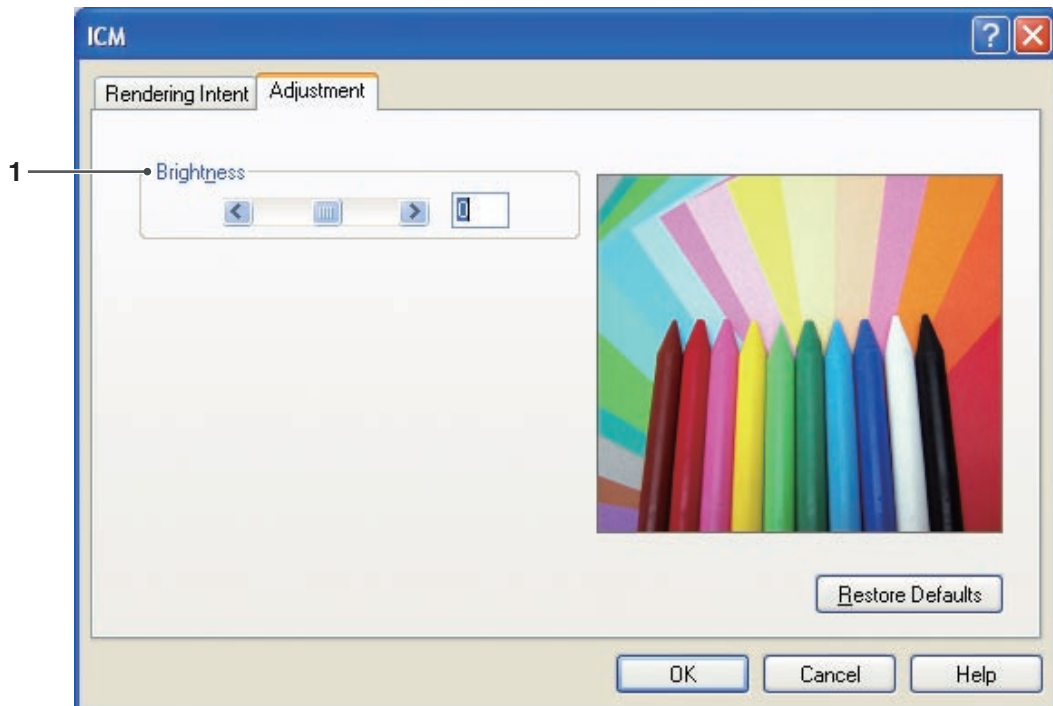 ICM
Rendering Intent Adjustment
1
Brightness
0
Restore Defaults
OK Cancel Help